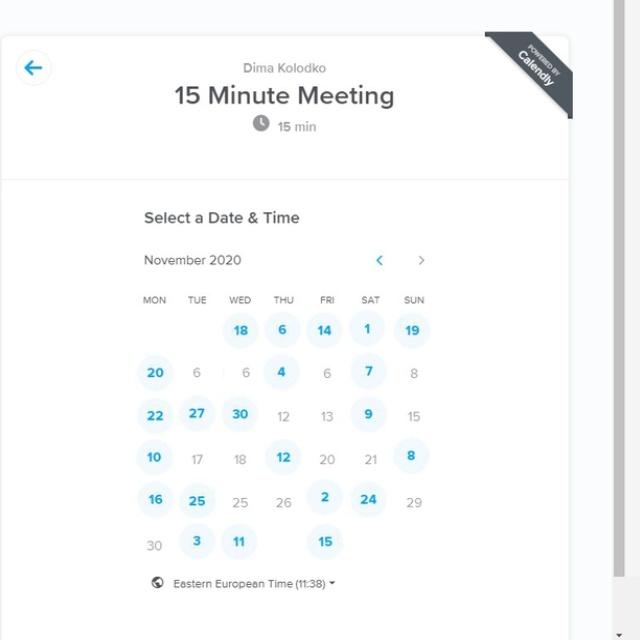 POWERED BY
Calendly
Dima Kolodko
15 Minute Meeting
15 min
Select a Date & Time
November 2020
MON TUE WED THU FRI SAT SUN
18 6 14 1 19
20 6 6 4 6 7 8
22 27 30 12 13 9 15
10 17 18 12 20 21 8
16 25 25 26 2 24 29
30 3 11 15
Eastern European Time (11:38)